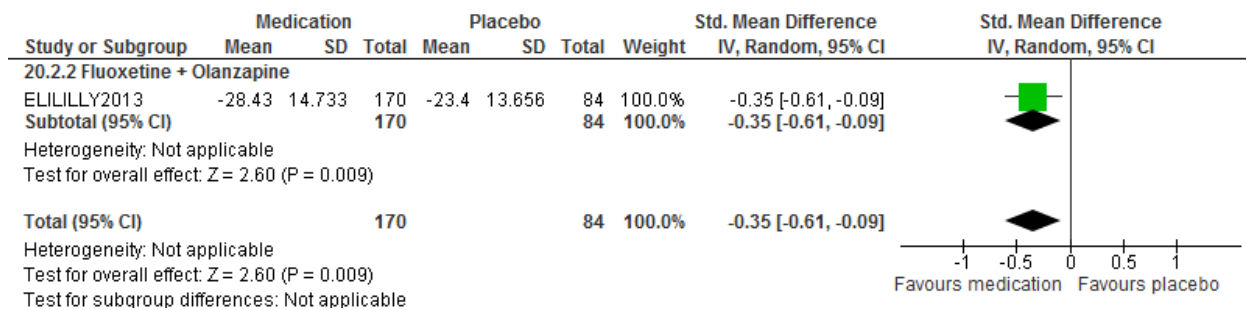 Medication Placebo Std. Mean Difference Std. Mean Difference
Study or Subgroup Mean SD Total Mean SD Total Weight IV, Random, 95% CI IV, Random, 95% CI
20.2.2 Fluoxetine + Olanzapine
ELILILLY2013 -28.43 14.733 170 -23.4 13.656 84 100.0% -0.35 [-0.61, -0.09]
Subtotal (95% CI) 170 84 100.0% -0.35 [-0.61, -0.09]
Heterogeneity: Not applicable
Test for overall effect: Z = 2.60 (P = 0.009)
Total (95% CI) 170 84 100.0% -0.35 [-0.61, -0.09]
Heterogeneity: Not applicable
Test for overall effect: Z = 2.60 (P = 0.009)
Test for subgroup differences: Not applicable
-1 -0.5 0 0.5 1
Favours medication Favours placebo